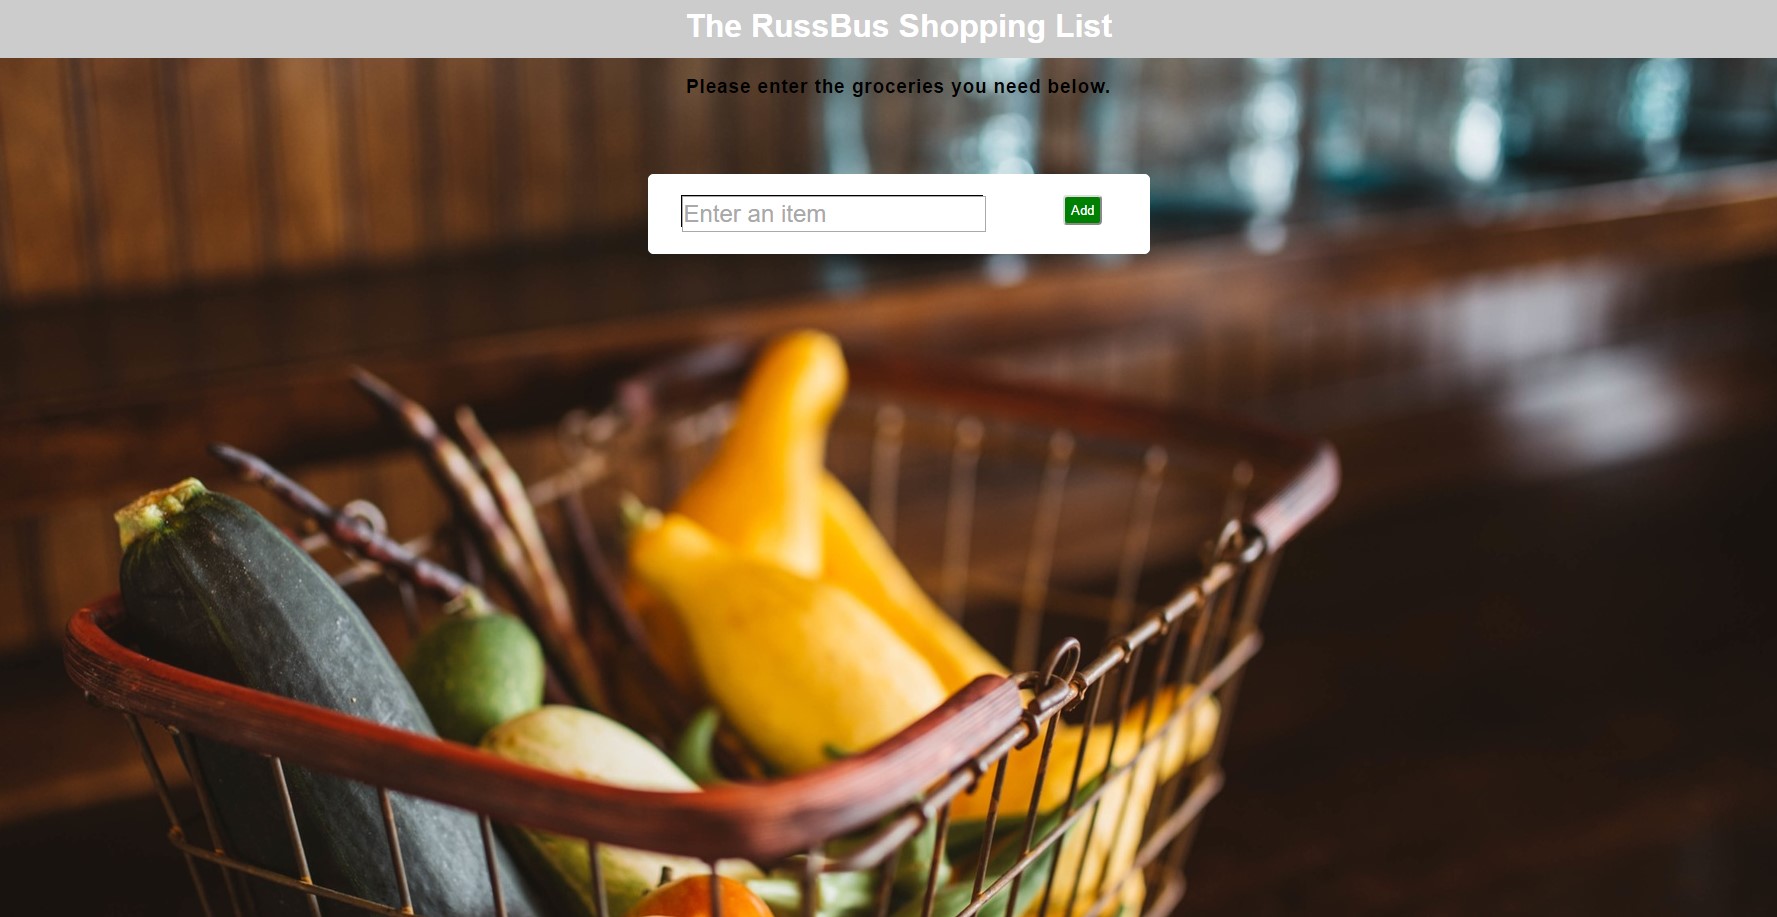 The RussBus Shopping List
Please enter the groceries you need below.
Enter an item
Add